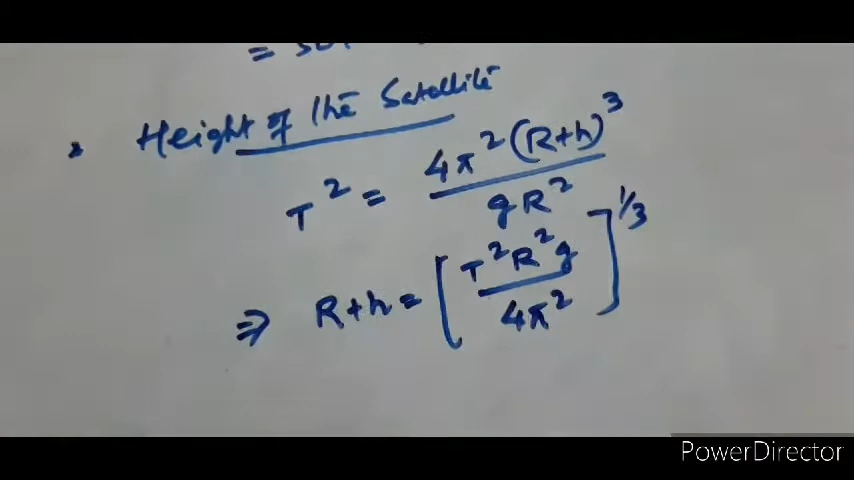 Height of the Satellite
T² = 4π²(R+h)³ / gR²
⇒ R+h = [T²R²g / 4π²]^1/3
PowerDirector